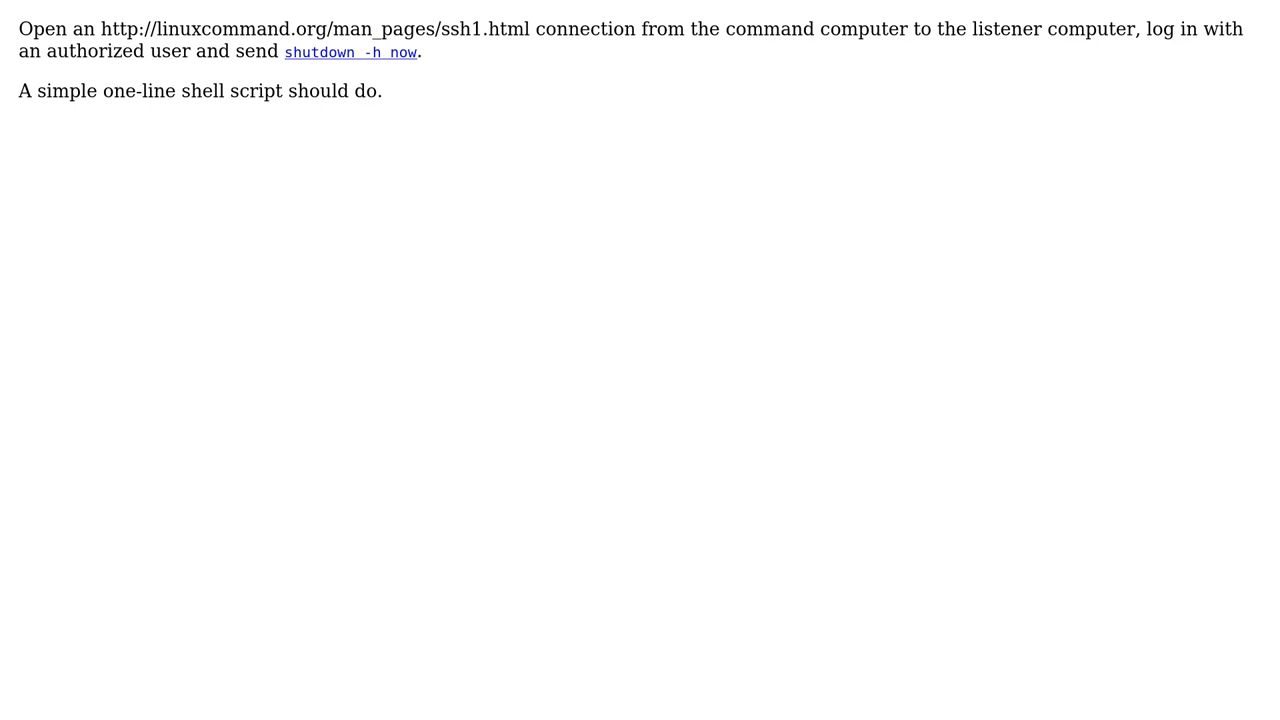 Open an http://linuxcommand.org/man_pages/ssh1.html connection from the command computer to the listener computer, log in with
an authorized user and send shutdown -h now.
A simple one-line shell script should do.